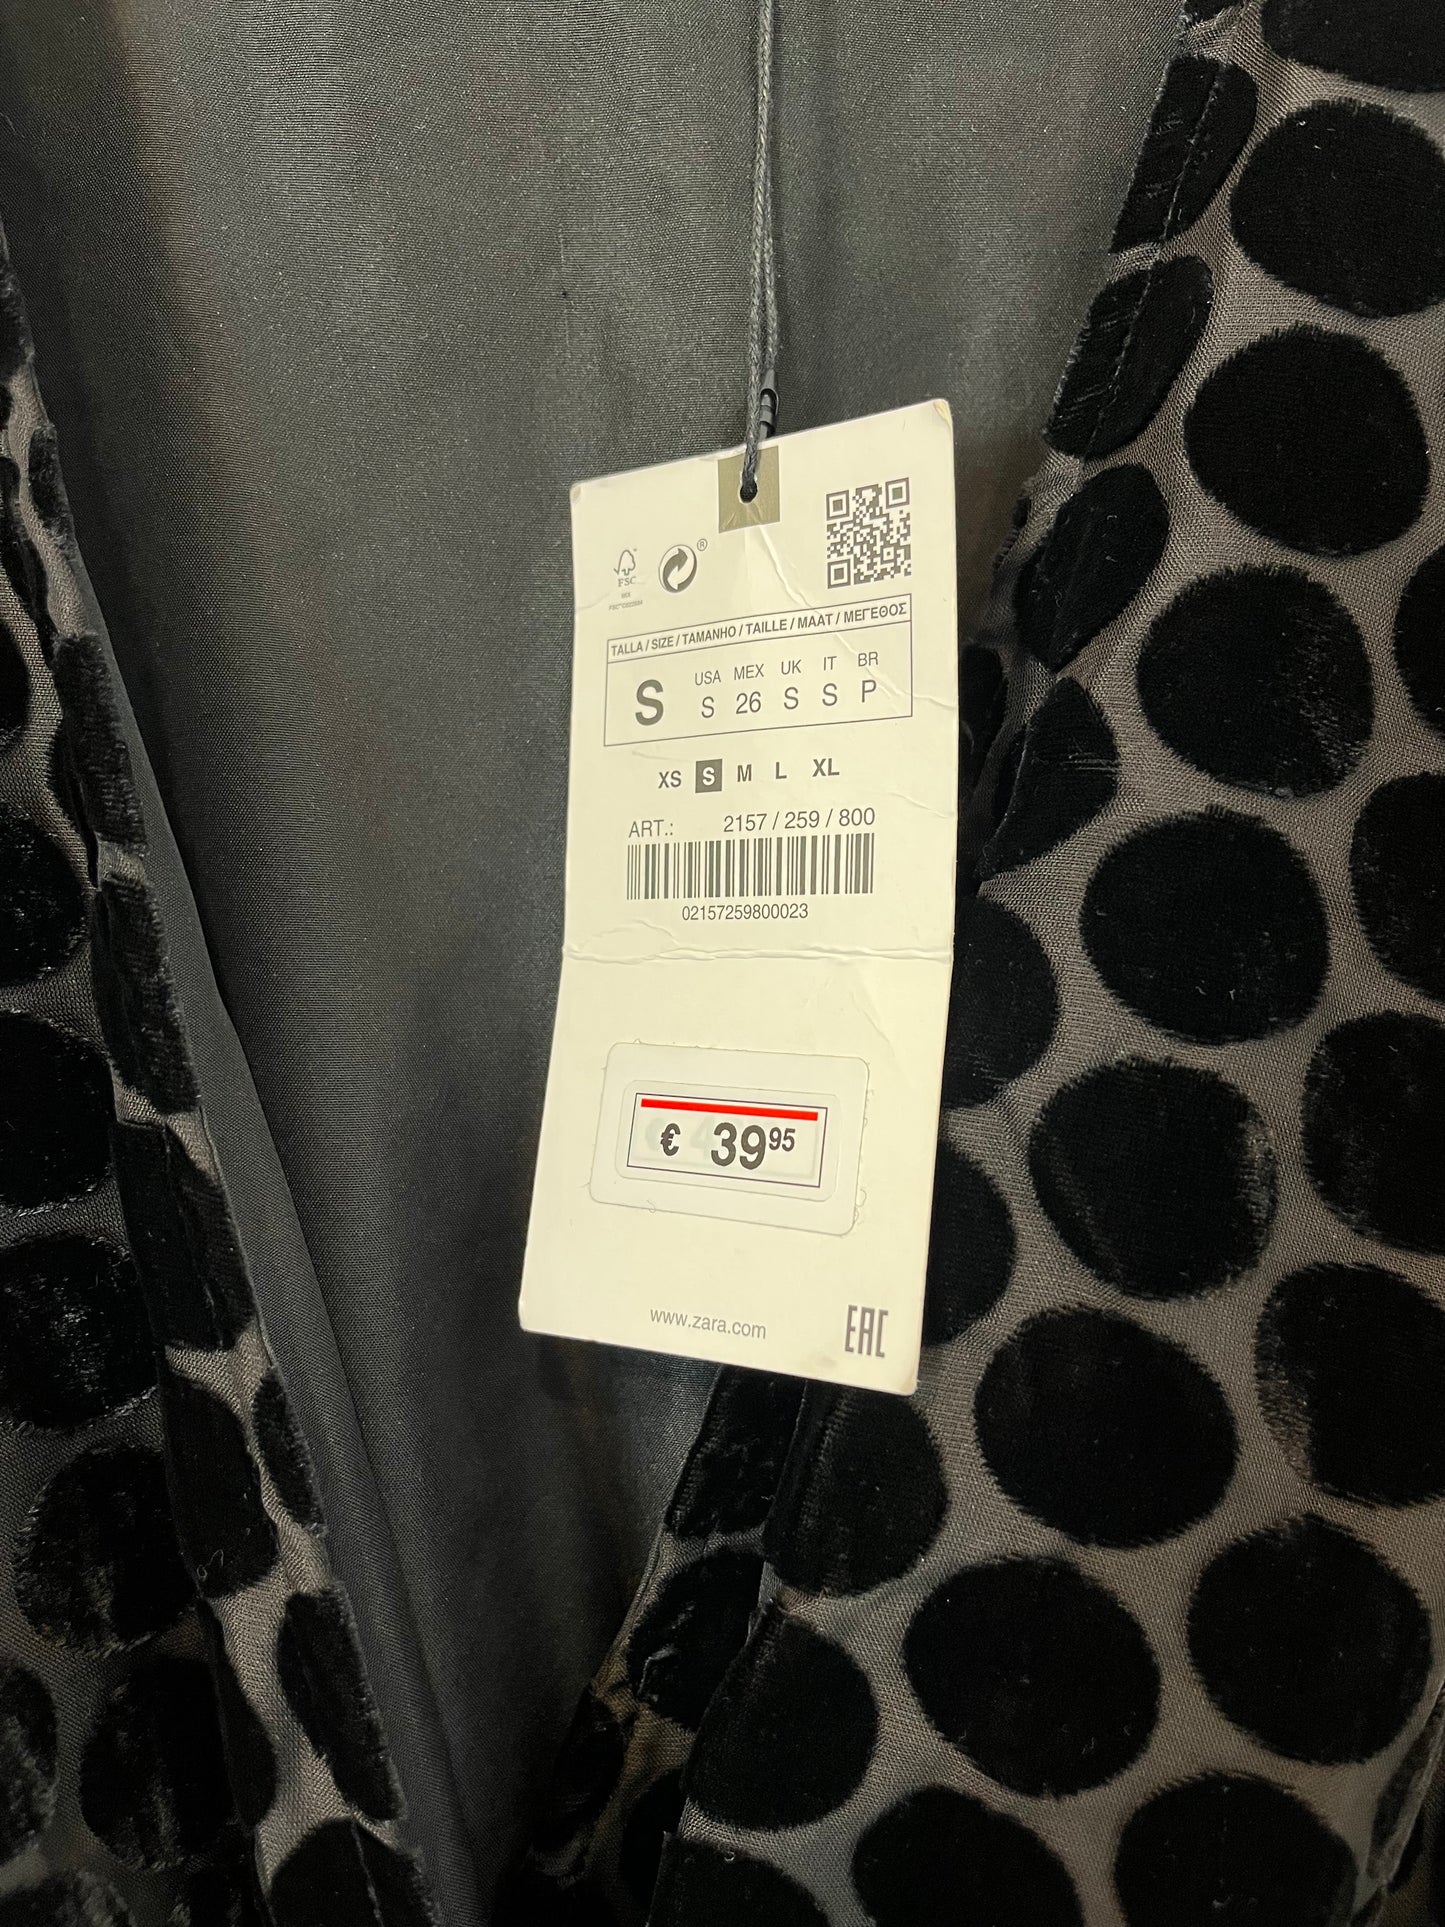 ®
FSC
MIX
TALLA / SIZE / TAMANHO / TAILLE / MAAT / ΜΕΓΕΘΟΣ
S
USA MEX UK IT BR
S 26 S S P
XS S M L XL
ART.: 2157 / 259 / 800
02157259800023
€ 39 95
www.zara.com
EAC